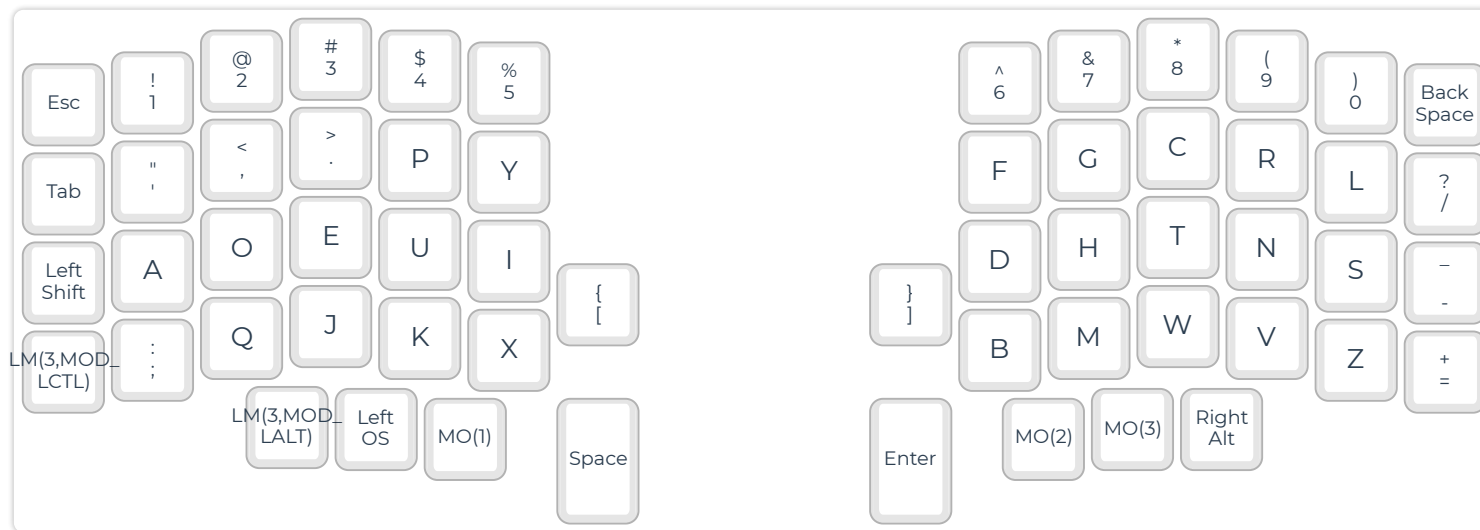 Esc
!
1
@
2
#
3
$
4
%
5
^
6
&
7
*
8
(
9
)
0
Back
Space
Tab
"
'
<
,
>
.
P
Y
F
G
C
R
L
?
/
Left
Shift
A
O
E
U
I
{
[
}
]
D
H
T
N
S
_
-
LM(3,MOD_
LCTL)
:
;
Q
J
K
X
B
M
W
V
Z
+
=
LM(3,MOD_
LALT)
Left
OS
MO(1)
Space
Enter
MO(2)
MO(3)
Right
Alt